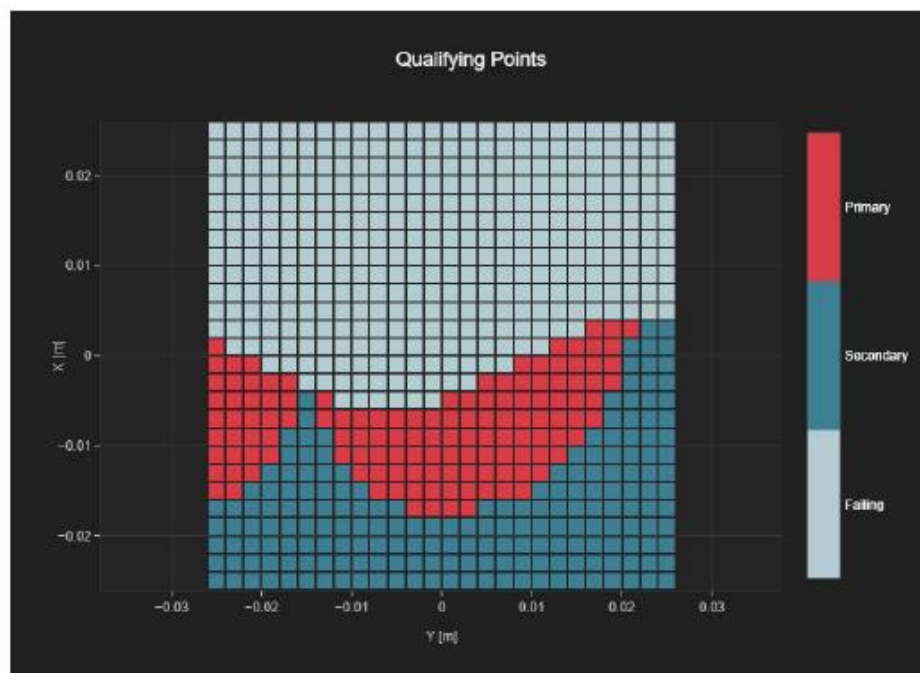 Qualifying Points
0.02
0.01
0
−0.01
−0.02
X [m]
−0.03
−0.02
−0.01
0
0.01
0.02
0.03
Y [m]
Primary
Secondary
Failing